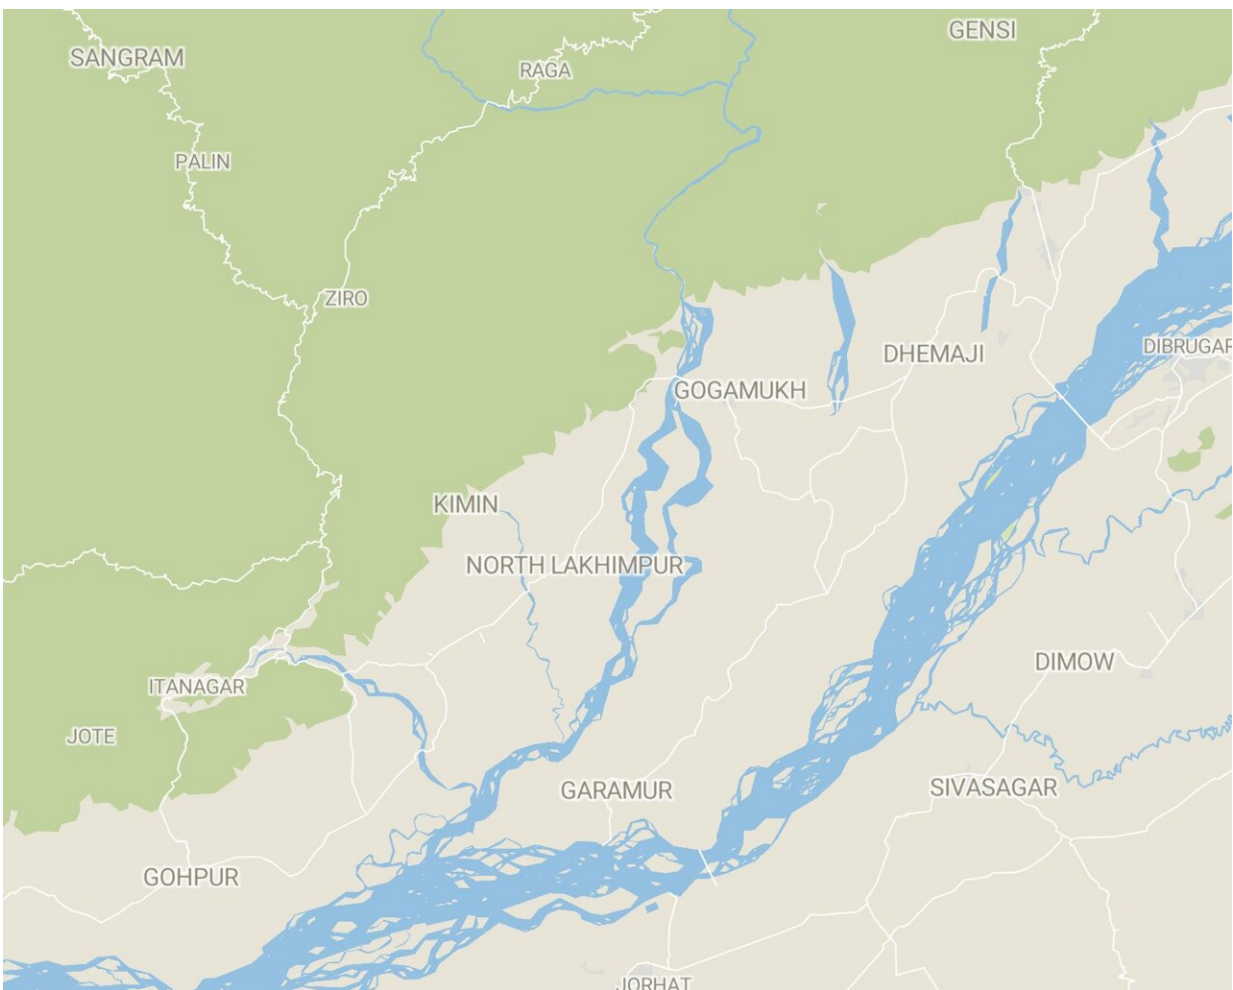 GENSI
SANGRAM
RAGA
PALIN
ZIRO
DIBRUGAR
DHEMAJI
GOGAMUKH
KIMIN
NORTH LAKHIMPUR
DIMOW
ITANAGAR
JOTE
SIVASAGAR
GARAMUR
GOHPUR
JORHAT